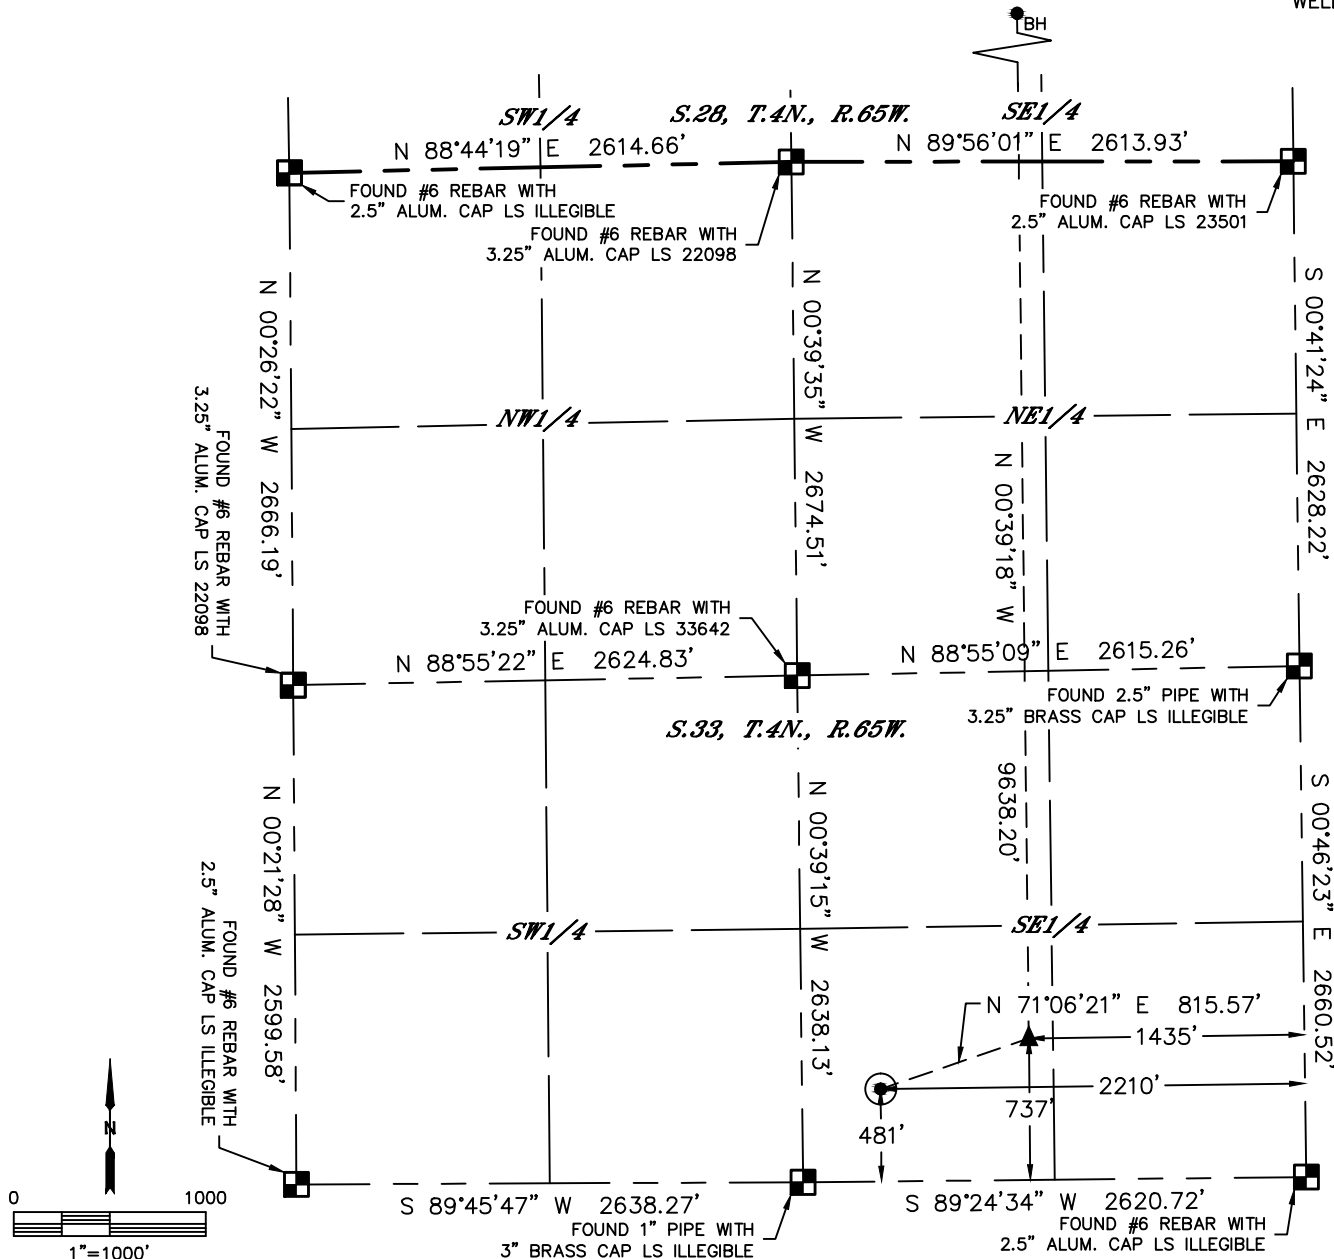 WELL
BH
SW1/4
S.28, T.4N., R.65W.
SE1/4
N 88°44'19" E 2614.66'
N 89°56'01" E 2613.93'
FOUND #6 REBAR WITH
2.5" ALUM. CAP LS ILLEGIBLE
FOUND #6 REBAR WITH
3.25" ALUM. CAP LS 22098
FOUND #6 REBAR WITH
2.5" ALUM. CAP LS 23501
N 00°26'22" W 2666.19'
N 00°39'35" W 2674.51'
N 00°39'18" W 9638.20'
S 00°41'24" E 2628.22'
NW1/4
NE1/4
FOUND #6 REBAR WITH
3.25" ALUM. CAP LS 22098
FOUND #6 REBAR WITH
3.25" ALUM. CAP LS 33642
N 88°55'22" E 2624.83'
N 88°55'09" E 2615.26'
FOUND 2.5" PIPE WITH
3.25" BRASS CAP LS ILLEGIBLE
S.33, T.4N., R.65W.
N 00°21'28" W 2599.58'
N 00°39'15" W 2638.13'
S 00°46'23" E 2660.52'
FOUND #6 REBAR WITH
2.5" ALUM. CAP LS ILLEGIBLE
SW1/4
SE1/4
N 71°06'21" E 815.57'
1435'
2210'
737'
481'
N
0 1000
1"=1000'
S 89°45'47" W 2638.27'
S 89°24'34" W 2620.72'
FOUND 1" PIPE WITH
3" BRASS CAP LS ILLEGIBLE
FOUND #6 REBAR WITH
2.5" ALUM. CAP LS ILLEGIBLE